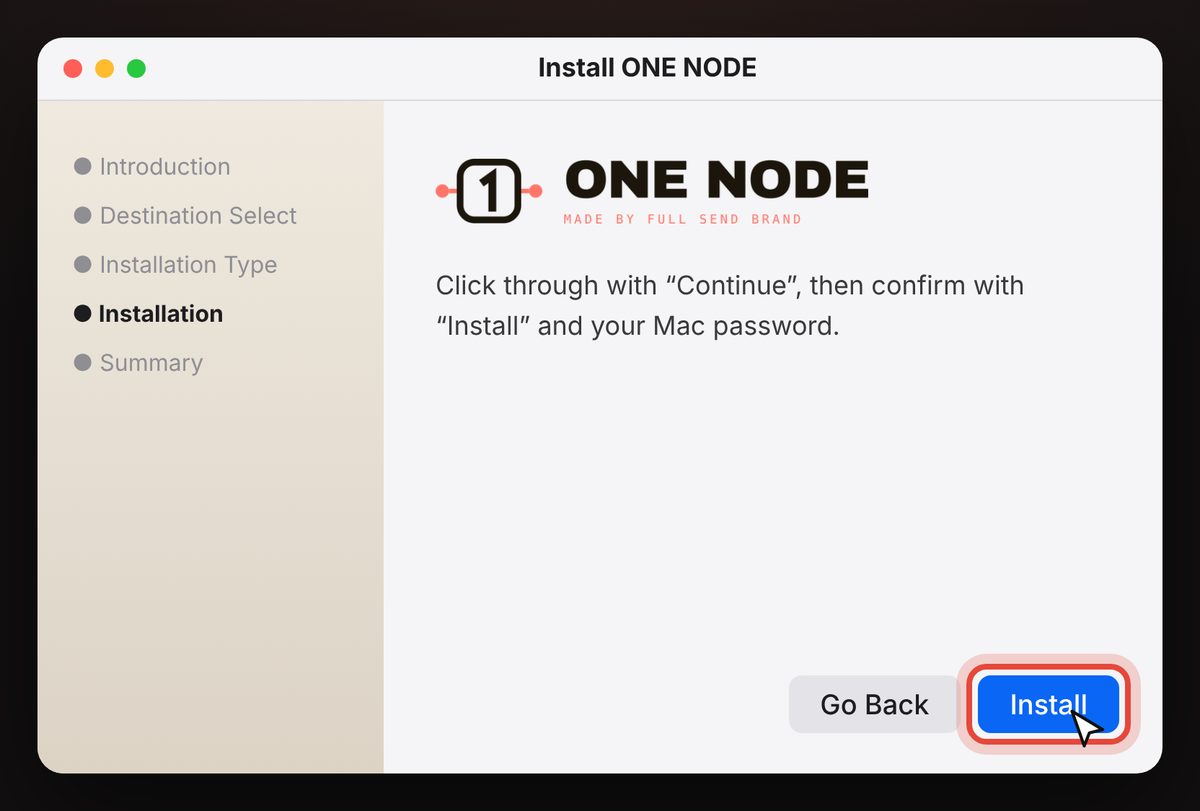 Install ONE NODE
Introduction
Destination Select
Installation Type
Installation
Summary
1
ONE NODE
MADE BY FULL SEND BRAND
Click through with “Continue”, then confirm with
“Install” and your Mac password.
Go Back
Install